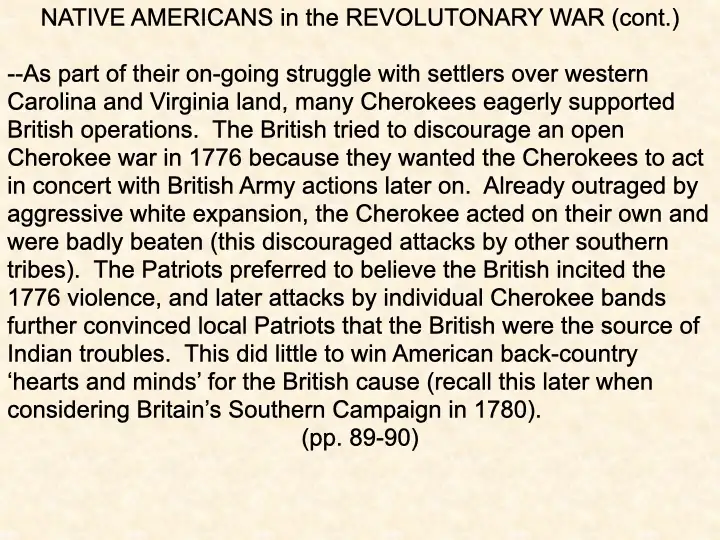 NATIVE AMERICANS in the REVOLUTONARY WAR (cont.)
--As part of their on-going struggle with settlers over western
Carolina and Virginia land, many Cherokees eagerly supported
British operations.  The British tried to discourage an open
Cherokee war in 1776 because they wanted the Cherokees to act
in concert with British Army actions later on.  Already outraged by
aggressive white expansion, the Cherokee acted on their own and
were badly beaten (this discouraged attacks by other southern
tribes).  The Patriots preferred to believe the British incited the
1776 violence, and later attacks by individual Cherokee bands
further convinced local Patriots that the British were the source of
Indian troubles.  This did little to win American back-country
‘hearts and minds’ for the British cause (recall this later when
considering Britain’s Southern Campaign in 1780).
(pp. 89-90)